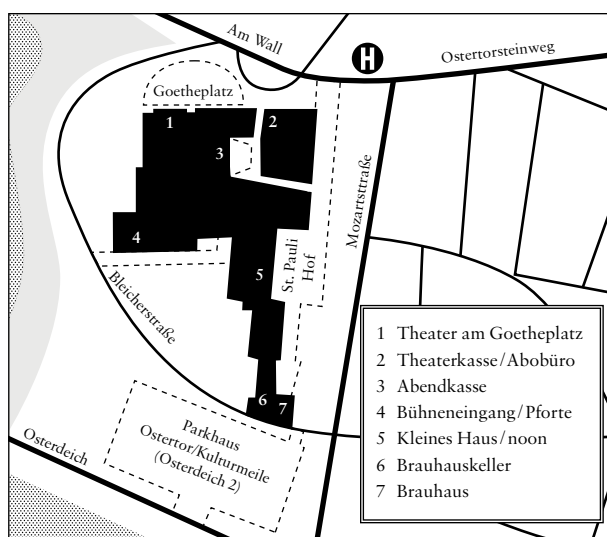 Am Wall
H
Ostertorsteinweg
Goetheplatz
1
2
3
Mozartsttraße
4
5
St. Pauli
Hof
Bleicherstraße
1 Theater am Goetheplatz
2 Theaterkasse/Abobüro
3 Abendkasse
4 Bühneneingang/Pforte
5 Kleines Haus/noon
6 Brauhauskeller
7 Brauhaus
6
7
Parkhaus
Ostertor/Kulturmeile
(Osterdeich 2)
Osterdeich